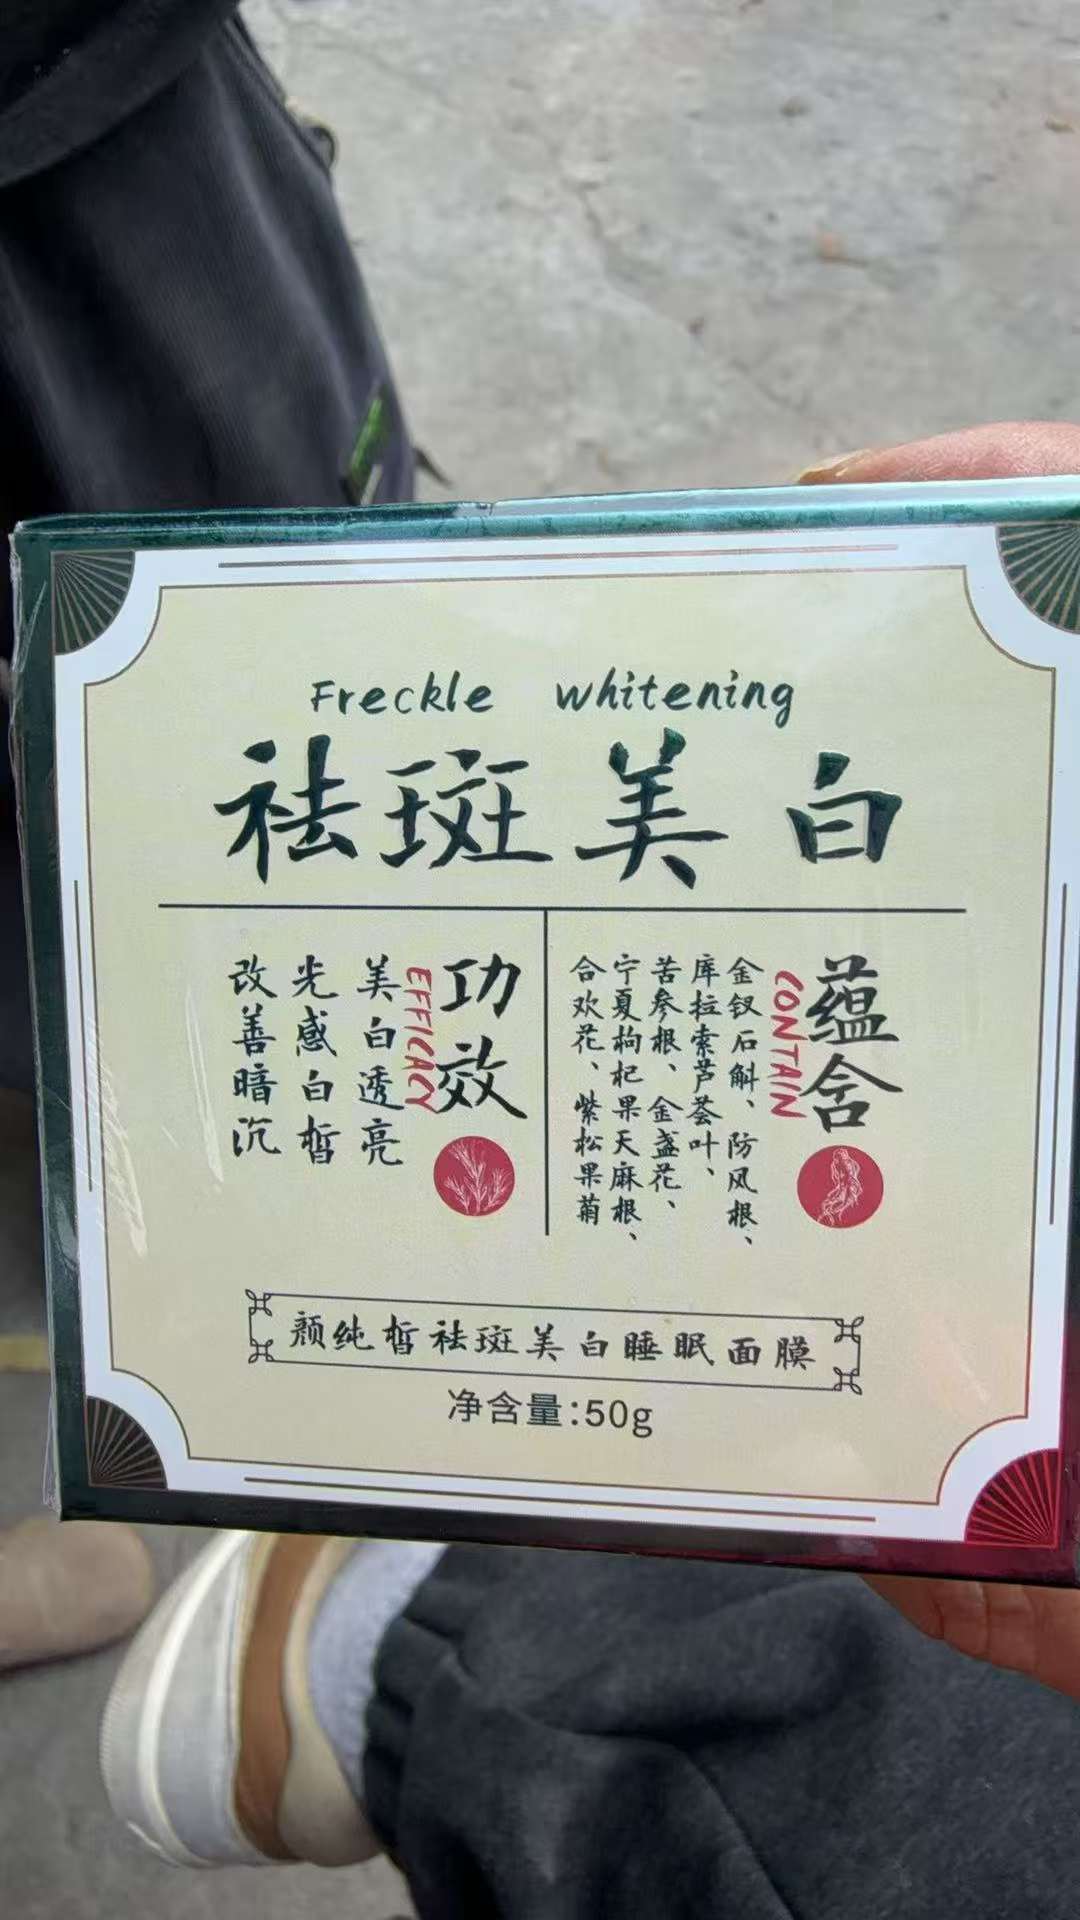 Freckle whitening
祛斑美白
蕴含
CONTAIN
金钗石斛、防风根、
库拉索芦荟叶、
苦参根、金盏花、
宁夏枸杞果天麻根、
合欢花、紫松果菊
功效
EFFICACY
美白透亮
光感白皙
改善暗沉
颜纯皙祛斑美白睡眠面膜
净含量:50g